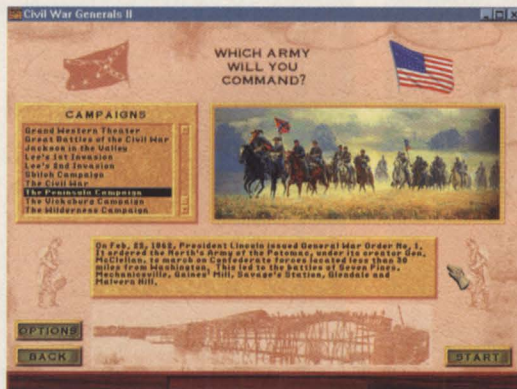 Civil War Generals II
WHICH ARMY
WILL YOU
COMMAND?
CAMPAIGNS
Grand Western Theater
Great Battles of the Civil War
Jackson in the Valley
Lee's 1st Invasion
Lee's 2nd Invasion
Shiloh Campaign
The Civil War
The Peninsula Campaign
The Vicksburg Campaign
The Wilderness Campaign
On Feb. 25, 1862, President Lincoln issued General War Order No. 1.
It ordered the North's Army of the Potomac, under its creator Gen.
McClellan, to march on Confederate forces located less than 30
miles from Washington. This led to the battles of Seven Pines,
Mechanicsville, Gaines' Mill, Savage's Station, Glendale and
Malvern Hill.
OPTIONS
BACK
START